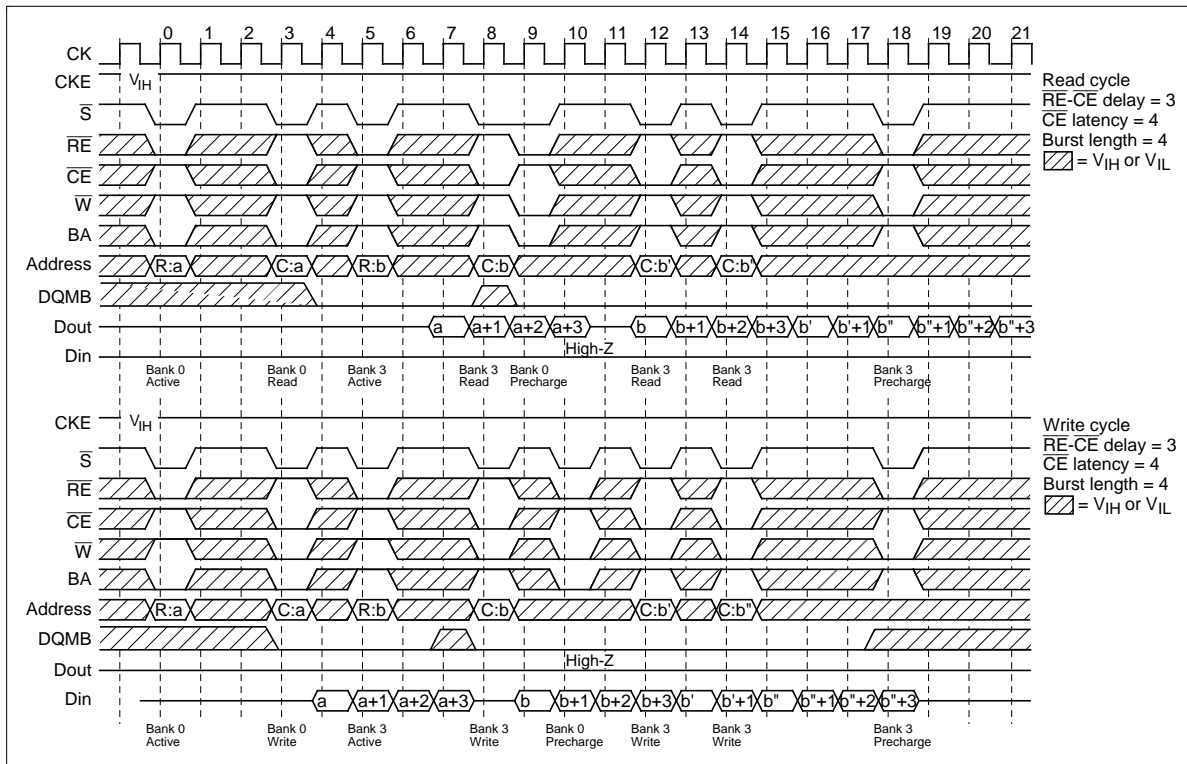 0 1 2 3 4 5 6 7 8 9 10 11 12 13 14 15 16 17 18 19 20 21
CK
CKE VIH
S
RE
CE
W
BA
Address R:a C:a R:b C:b C:b' C:b"
DQMB
Dout a a+1 a+2 a+3 b b+1 b+2 b+3 b' b'+1 b" b"+1 b"+2 b"+3
High-Z
Din
Bank 0 Active
Bank 0 Read
Bank 3 Active
Bank 3 Read
Bank 0 Precharge
Bank 3 Read
Bank 3 Read
Bank 3 Precharge
Read cycle
RE-CE delay = 3
CE latency = 4
Burst length = 4
= VIH or VIL
CKE VIH
S
RE
CE
W
BA
Address R:a C:a R:b C:b C:b' C:b"
DQMB
High-Z
Dout
Din a a+1 a+2 a+3 b b+1 b+2 b+3 b' b'+1 b" b"+1 b"+2 b"+3
Bank 0 Active
Bank 0 Write
Bank 3 Active
Bank 3 Write
Bank 0 Precharge
Bank 3 Write
Bank 3 Write
Bank 3 Precharge
Write cycle
RE-CE delay = 3
CE latency = 4
Burst length = 4
= VIH or VIL